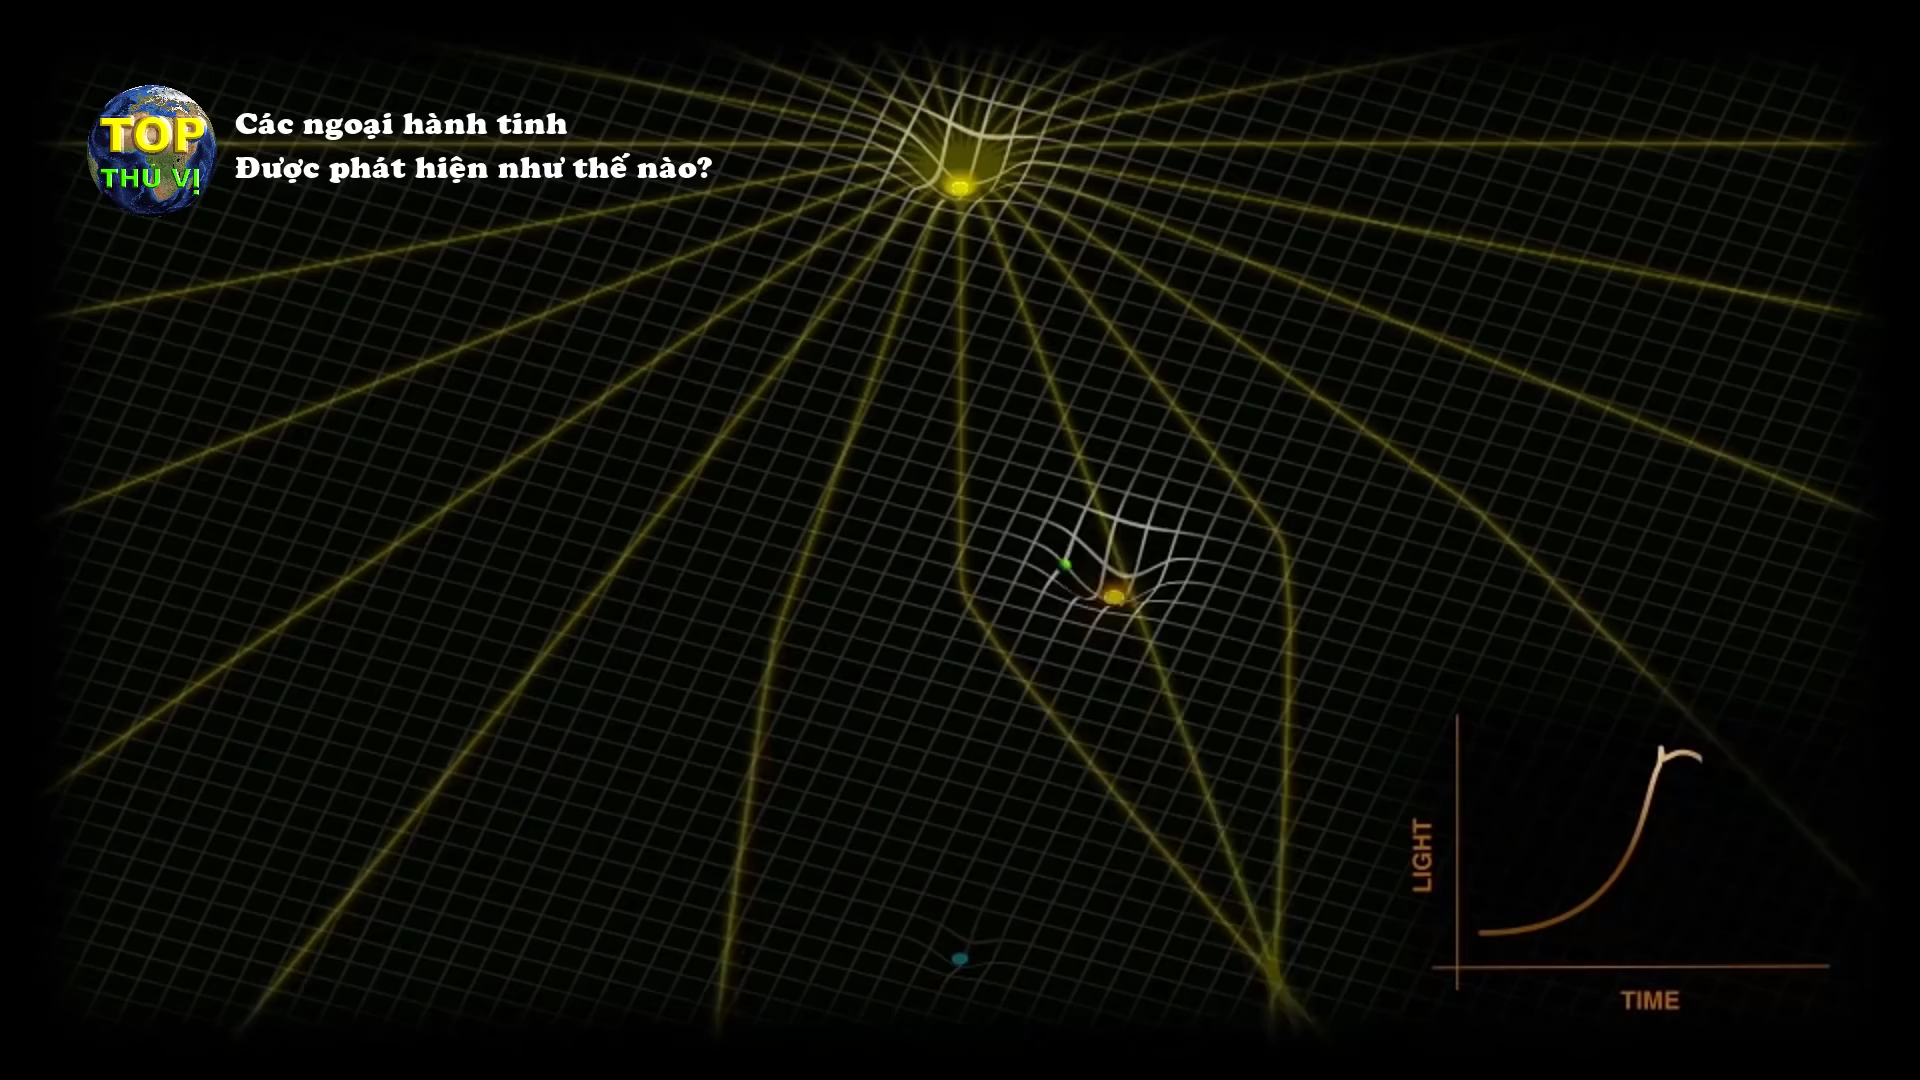 TOP
THÚ VỊ
Các ngoại hành tinh
Được phát hiện như thế nào?
LIGHT
TIME